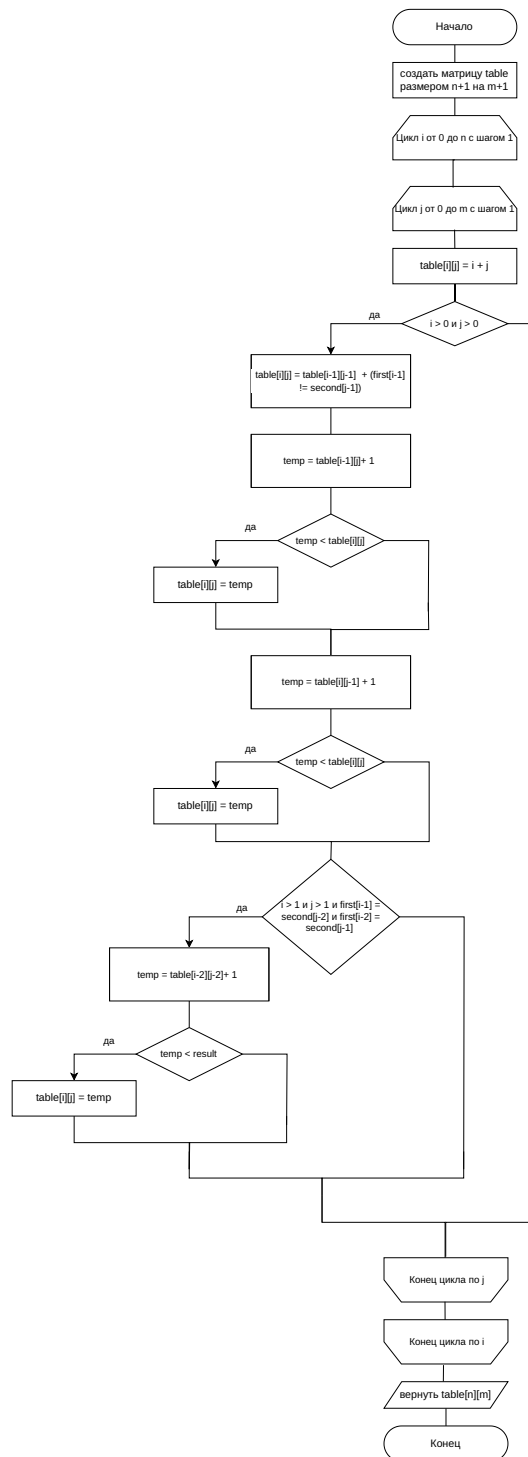 Начало
создать матрицу table
размером n+1 на m+1
Цикл i от 0 до n с шагом 1
Цикл j от 0 до m с шагом 1
table[i][j] = i + j
i > 0 и j > 0
да
table[i][j] = table[i-1][j-1] + (first[i-1]
!= second[j-1])
temp = table[i-1][j]+ 1
temp < table[i][j]
да
table[i][j] = temp
temp = table[i][j-1] + 1
temp < table[i][j]
да
table[i][j] = temp
i > 1 и j > 1 и first[i-1] =
second[j-2] и first[i-2] =
second[j-1]
да
temp = table[i-2][j-2]+ 1
temp < result
да
table[i][j] = temp
Конец цикла по j
Конец цикла по i
вернуть table[n][m]
Конец